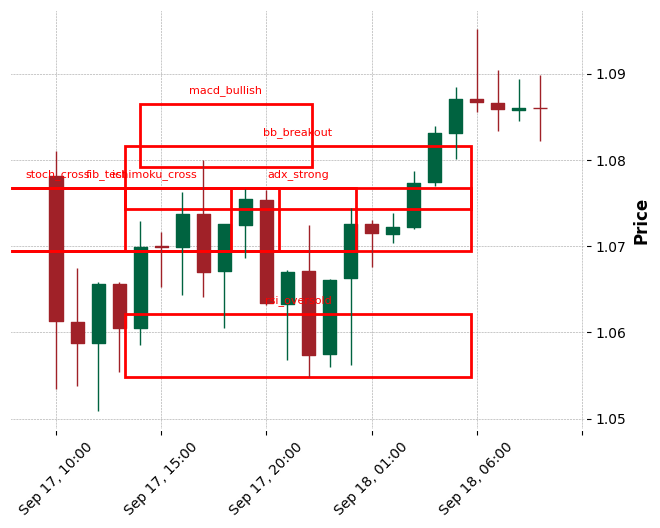 1.09
macd_bullish
bb_breakout
1.08
stoch_cross
fib_test
ichimoku_cross
adx_strong
1.07
rsi_oversold
1.06
1.05
Price
Sep 17, 10:00
Sep 17, 15:00
Sep 17, 20:00
Sep 18, 01:00
Sep 18, 06:00